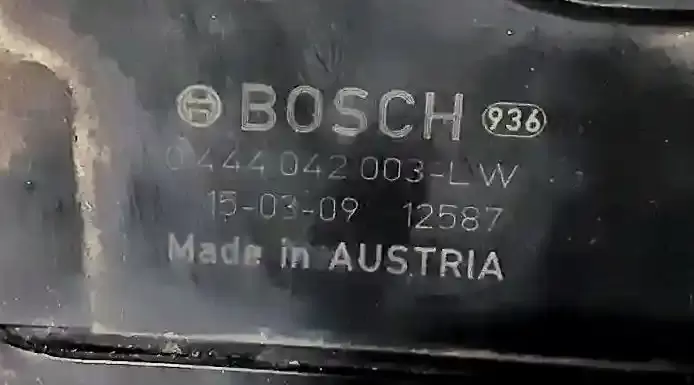 BOSCH 936
0 444 042 003-LW
15-03-09 12587
Made in AUSTRIA